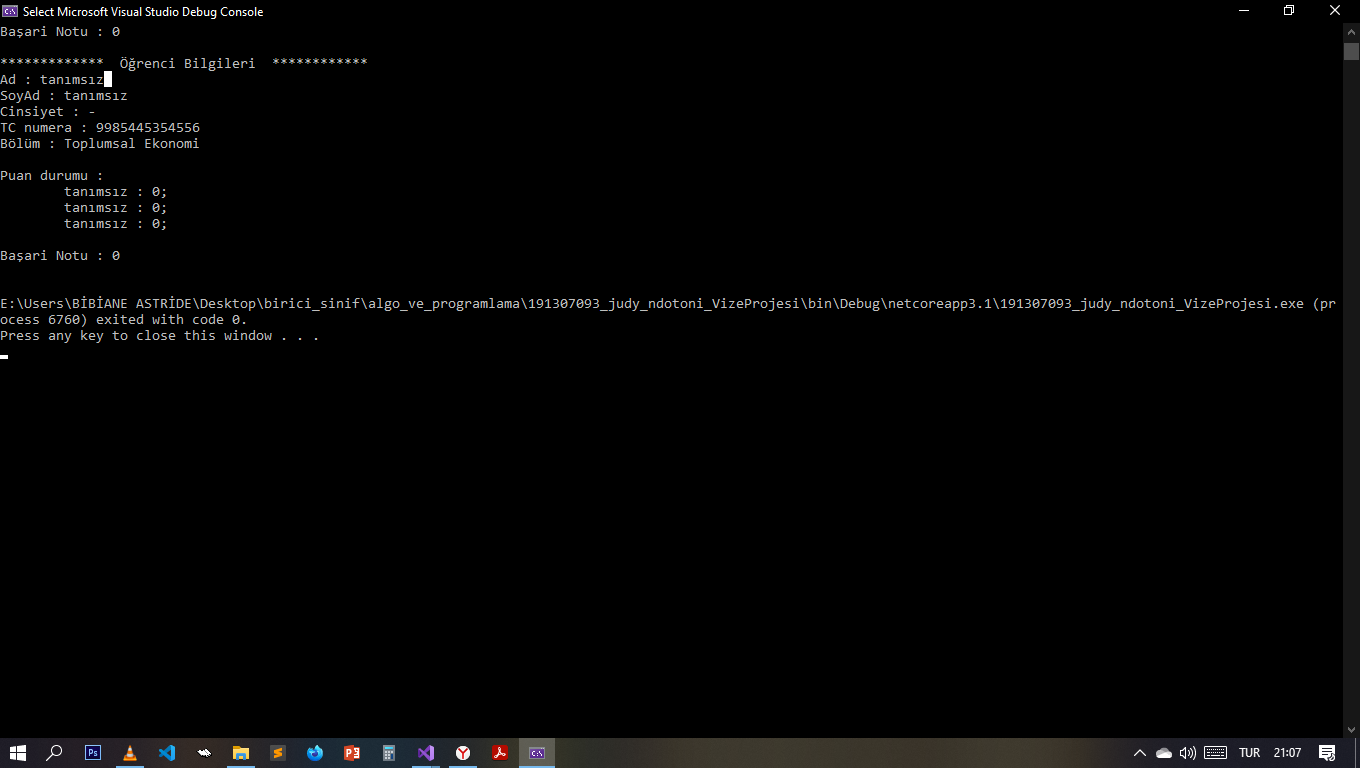 Select Microsoft Visual Studio Debug Console
Başari Notu : 0
************* Öğrenci Bilgileri ************
Ad : tanımsız
SoyAd : tanımsız
Cinsiyet : -
TC numera : 9985445354556
Bölüm : Toplumsal Ekonomi
Puan durumu :
tanımsız : 0;
tanımsız : 0;
tanımsız : 0;
Başari Notu : 0
E:\Users\BİBİANE ASTRİDE\Desktop\birici_sinif\algo_ve_programlama\191307093_judy_ndotoni_VizeProjesi\bin\Debug\netcoreapp3.1\191307093_judy_ndotoni_VizeProjesi.exe (pr
ocess 6760) exited with code 0.
Press any key to close this window . . .
TUR 21:07